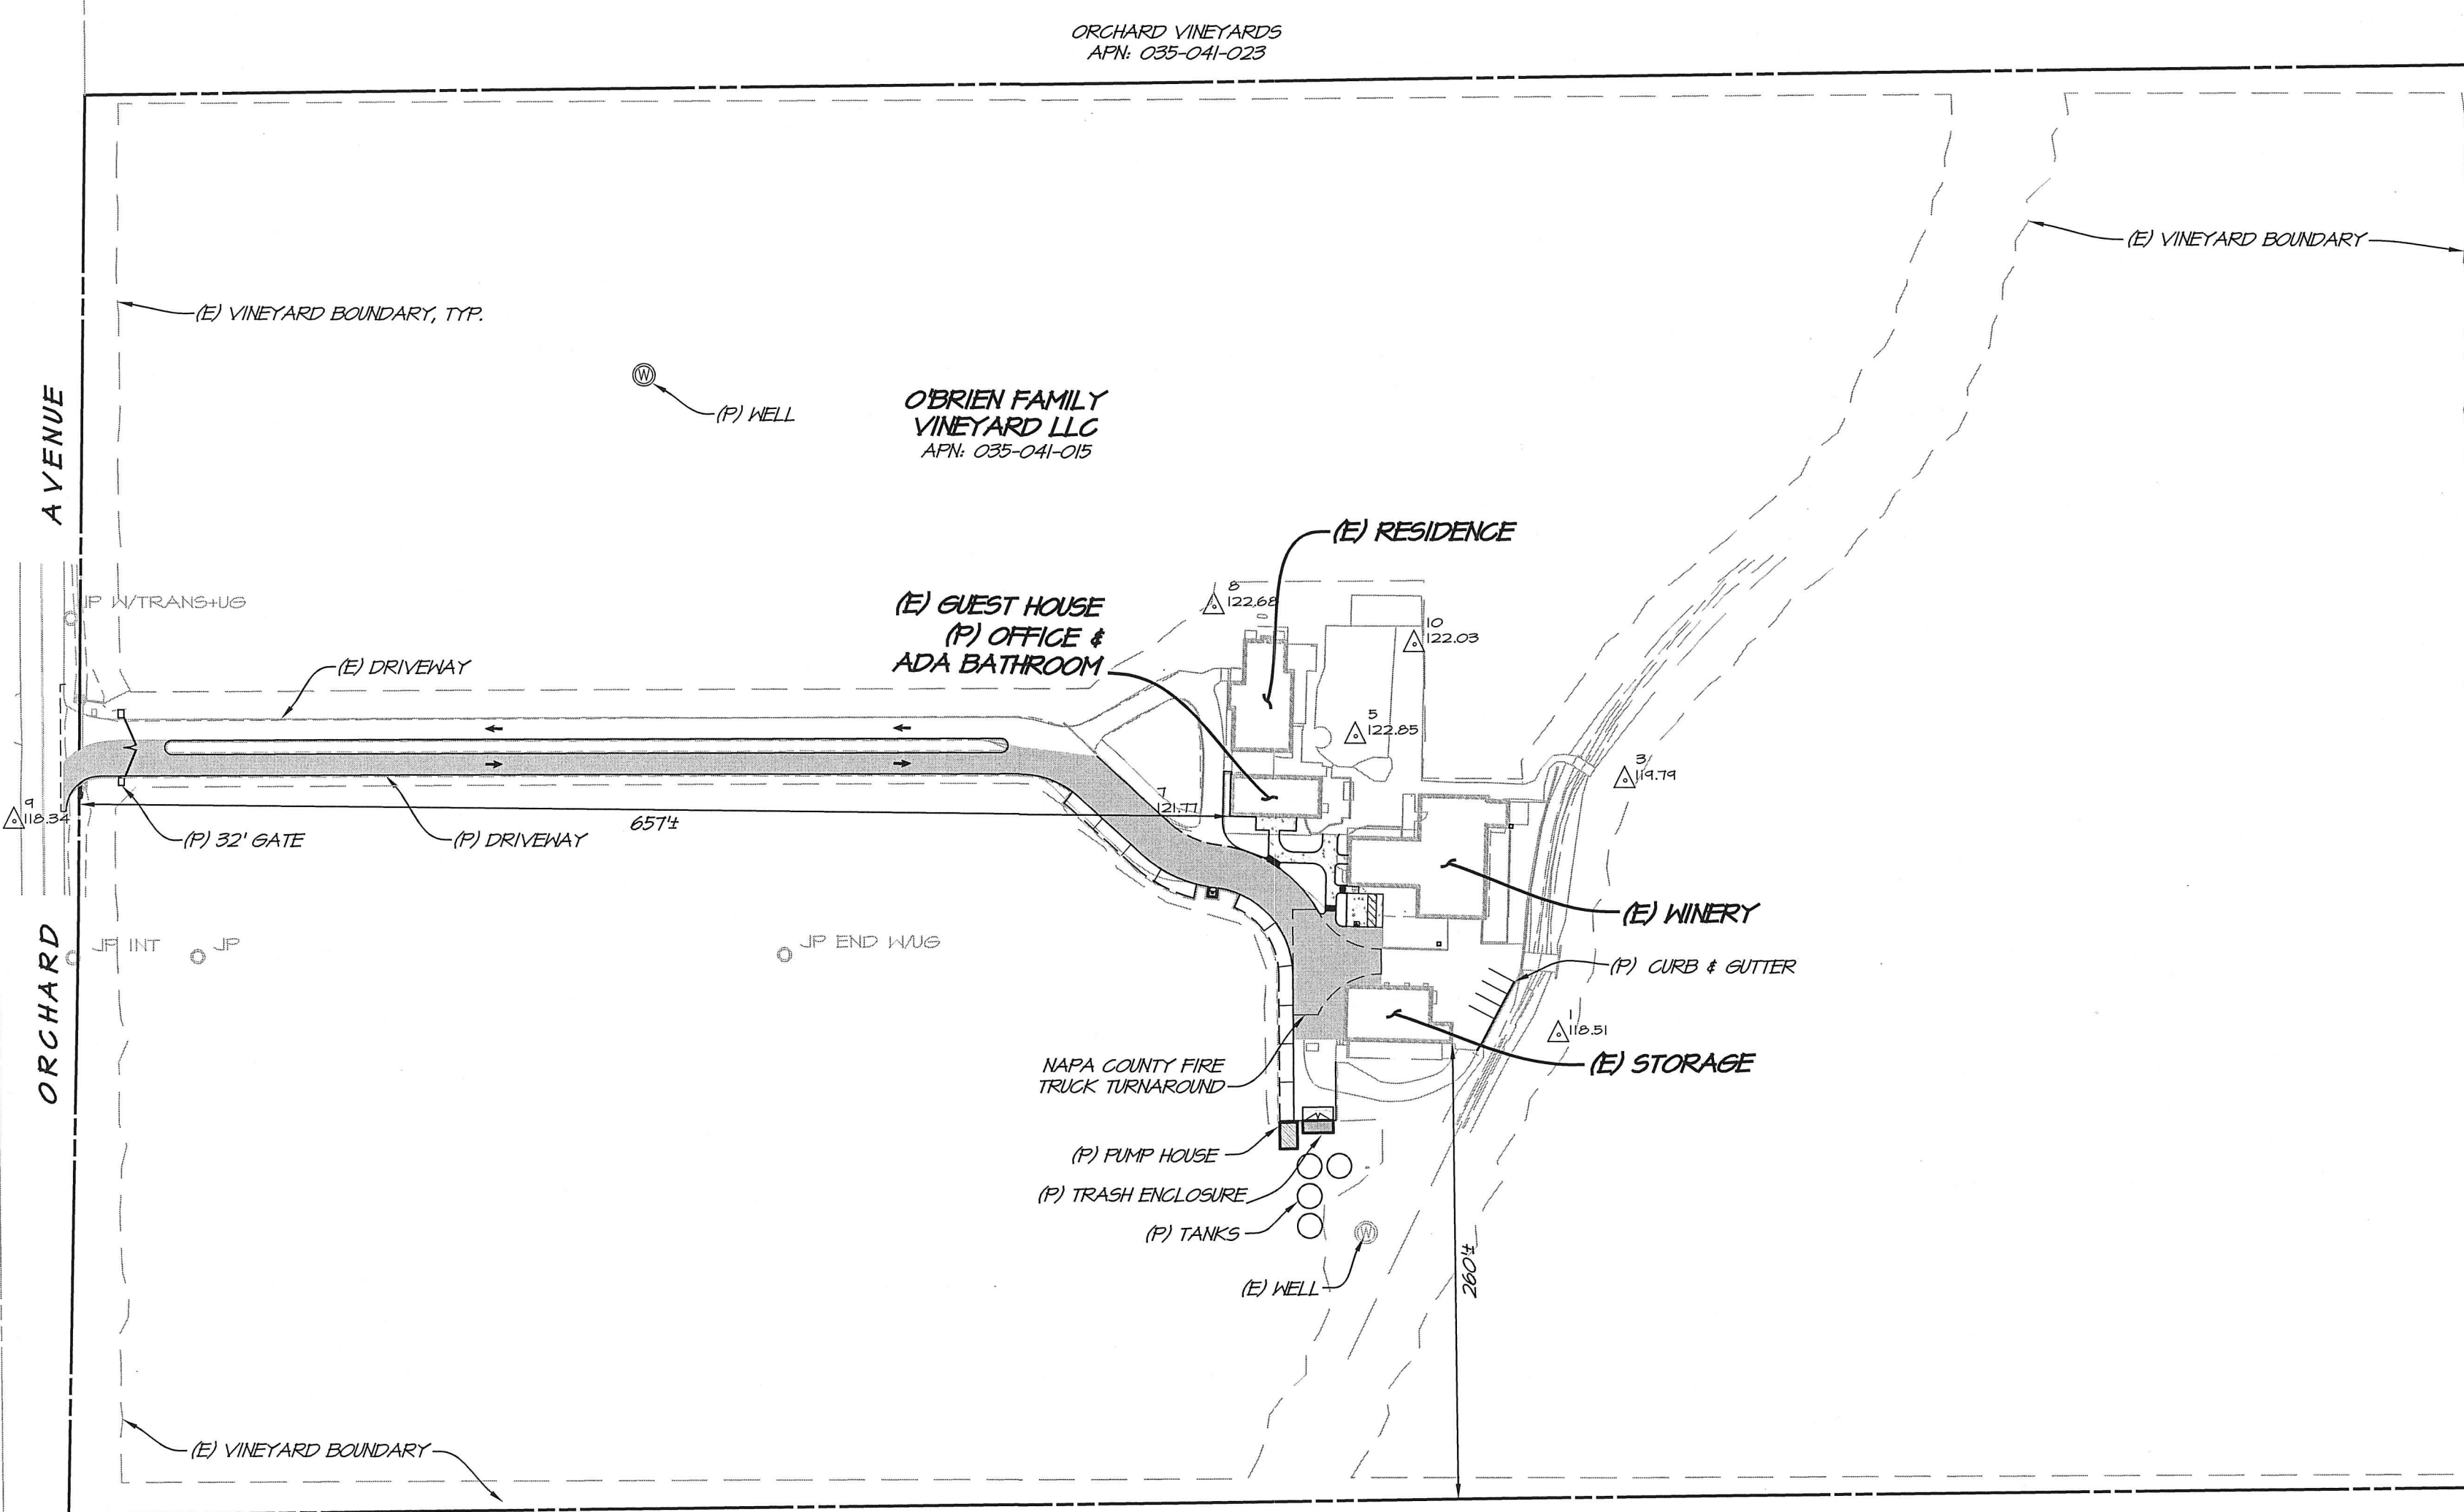 ORCHARD VINEYARDS
APN: 035-041-023
(E) VINEYARD BOUNDARY
(E) VINEYARD BOUNDARY, TYP.
(P) WELL
O'BRIEN FAMILY
VINEYARD LLC
APN: 035-041-015
ORCHARD AVENUE
(E) RESIDENCE
8
122.68
(E) GUEST HOUSE
(P) OFFICE &
ADA BATHROOM
10
122.03
JP W/TRANS+UG
(E) DRIVEWAY
5
122.85
3
119.79
7
121.77
9
118.34
657'±
(P) 32' GATE
(P) DRIVEWAY
(E) WINERY
JP INT
JP
JP END W/UG
(P) CURB & GUTTER
1
118.51
(E) STORAGE
NAPA COUNTY FIRE
TRUCK TURNAROUND
(P) PUMP HOUSE
(P) TRASH ENCLOSURE
(P) TANKS
W
W
(E) WELL
260'±
(E) VINEYARD BOUNDARY